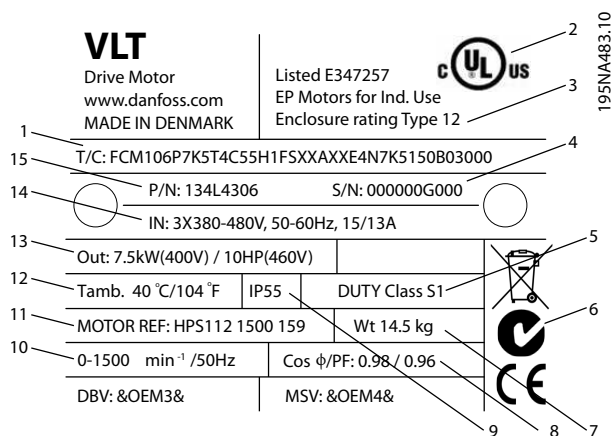 VLT
Drive Motor
www.danfoss.com
MADE IN DENMARK
Listed E347257
EP Motors for Ind. Use
Enclosure rating Type 12
C UL US
195NA483.10
T/C: FCM106P7K5T4C55H1FSXXAXXE4N7K5150B03000
P/N: 134L4306 S/N: 000000G000
IN: 3X380-480V, 50-60Hz, 15/13A
Out: 7.5kW(400V) / 10HP(460V)
Tamb. 40 °C/104 °F IP55 DUTY Class S1
MOTOR REF: HPS112 1500 159 Wt 14.5 kg
0-1500 min⁻¹ /50Hz Cos ϕ/PF: 0.98 / 0.96
DBV: &OEM3& MSV: &OEM4&
CE
1
2
3
4
5
6
7
8
9
10
11
12
13
14
15